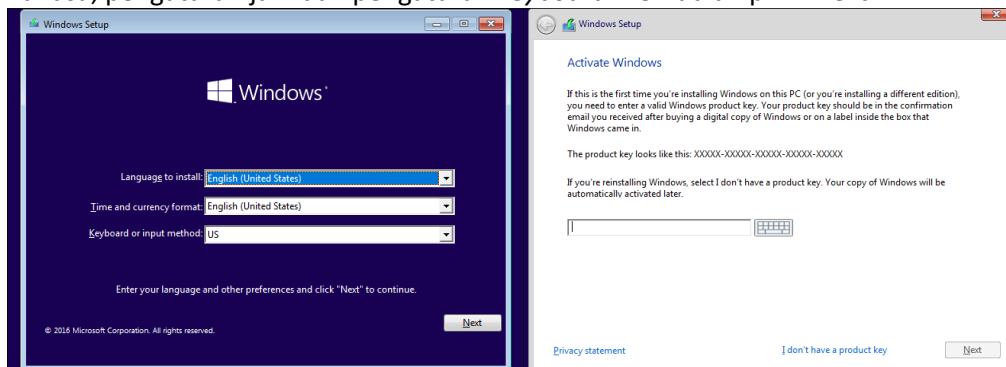 Windows Setup
Windows
Language to install: English (United States)
Time and currency format: English (United States)
Keyboard or input method: US
Enter your language and other preferences and click "Next" to continue.
© 2016 Microsoft Corporation. All rights reserved.
Next
Windows Setup
Activate Windows
If this is the first time you're installing Windows on this PC (or you're installing a different edition),
you need to enter a valid Windows product key. Your product key should be in the confirmation
email you received after buying a digital copy of Windows or on a label inside the box that
Windows came in.
The product key looks like this: XXXXX-XXXXX-XXXXX-XXXXX-XXXXX
If you're reinstalling Windows, select I don't have a product key. Your copy of Windows will be
automatically activated later.
Privacy statement
I don't have a product key
Next